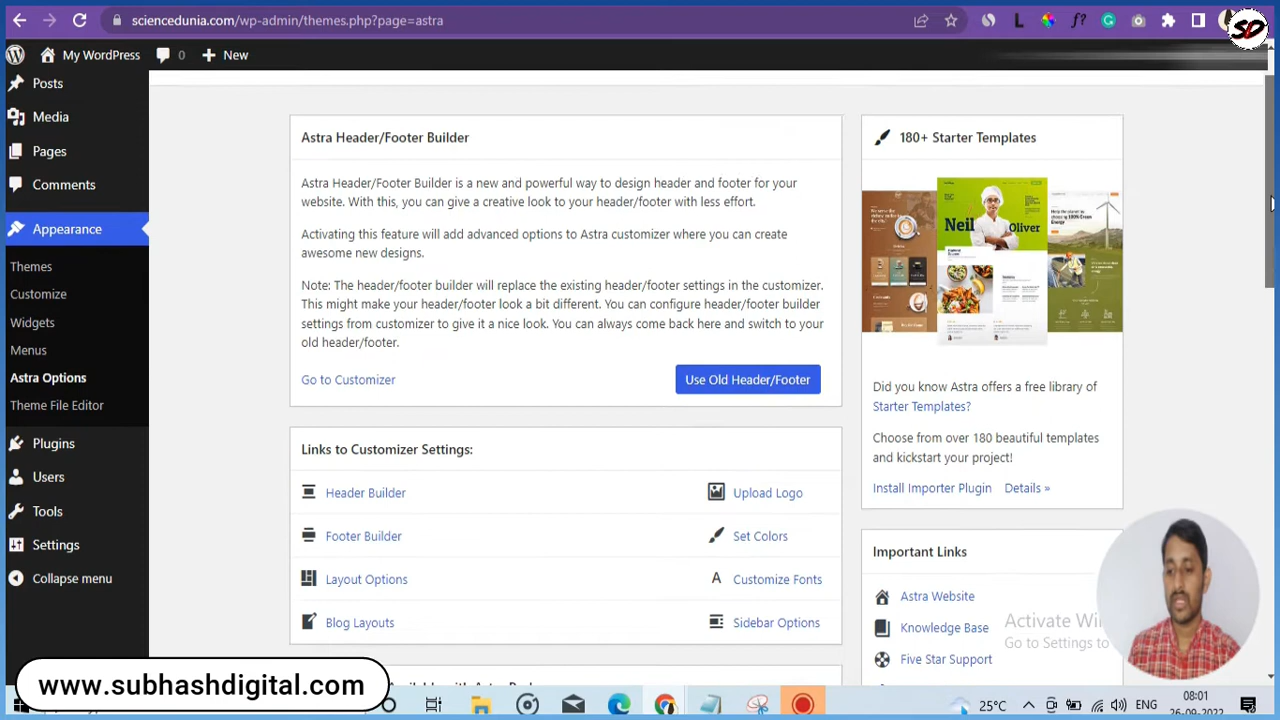 sciencedunia.com/wp-admin/themes.php?page=astra
SD
My WordPress
0
New
Posts
Media
Pages
Comments
Appearance
Themes
Customize
Widgets
Menus
Astra Options
Theme File Editor
Plugins
Users
Tools
Settings
Collapse menu
Astra Header/Footer Builder
Astra Header/Footer Builder is a new and powerful way to design header and footer for your
website. With this, you can give a creative look to your header/footer with less effort.
Activating this feature will add advanced options to Astra customizer where you can create
awesome new designs.
Note: The header/footer builder will replace the existing header/footer settings in the customizer.
This might make your header/footer look a bit different. You can configure header/footer builder
settings from customizer to give it a nice look. You can always come back here and switch to your
old header/footer.
Go to Customizer
Use Old Header/Footer
Links to Customizer Settings:
Header Builder
Upload Logo
Footer Builder
Set Colors
Layout Options
Customize Fonts
Blog Layouts
Sidebar Options
180+ Starter Templates
Neil
Oliver
Did you know Astra offers a free library of
Starter Templates?
Choose from over 180 beautiful templates
and kickstart your project!
Install Importer Plugin Details »
Important Links
Astra Website
Knowledge Base
Five Star Support
Activate Wi
Go to Settings to
www.subhashdigital.com
25°C
ENG
08:01
26-09-2022